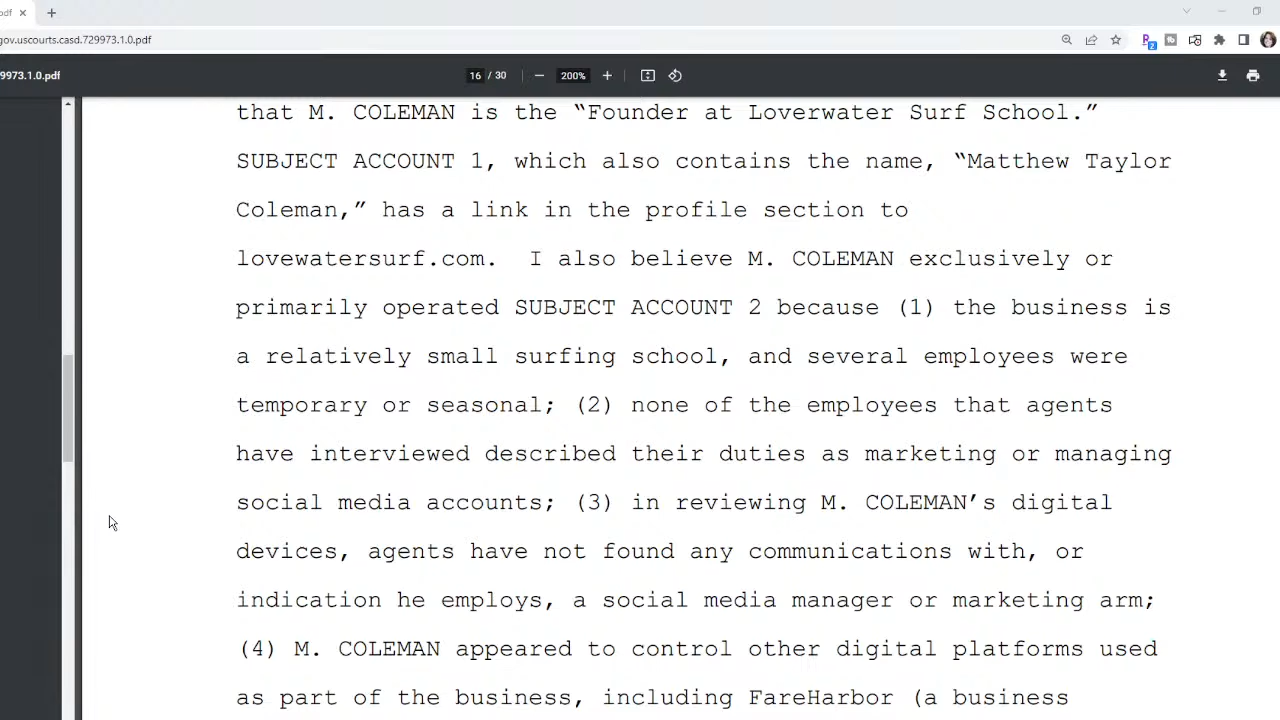 pdf
gov.uscourts.casd.729973.1.0.pdf
2
9973.1.0.pdf
16 / 30
200%
that M. COLEMAN is the “Founder at Loverwater Surf School.”
SUBJECT ACCOUNT 1, which also contains the name, “Matthew Taylor
Coleman,” has a link in the profile section to
lovewatersurf.com.  I also believe M. COLEMAN exclusively or
primarily operated SUBJECT ACCOUNT 2 because (1) the business is
a relatively small surfing school, and several employees were
temporary or seasonal; (2) none of the employees that agents
have interviewed described their duties as marketing or managing
social media accounts; (3) in reviewing M. COLEMAN’s digital
devices, agents have not found any communications with, or
indication he employs, a social media manager or marketing arm;
(4) M. COLEMAN appeared to control other digital platforms used
as part of the business, including FareHarbor (a business